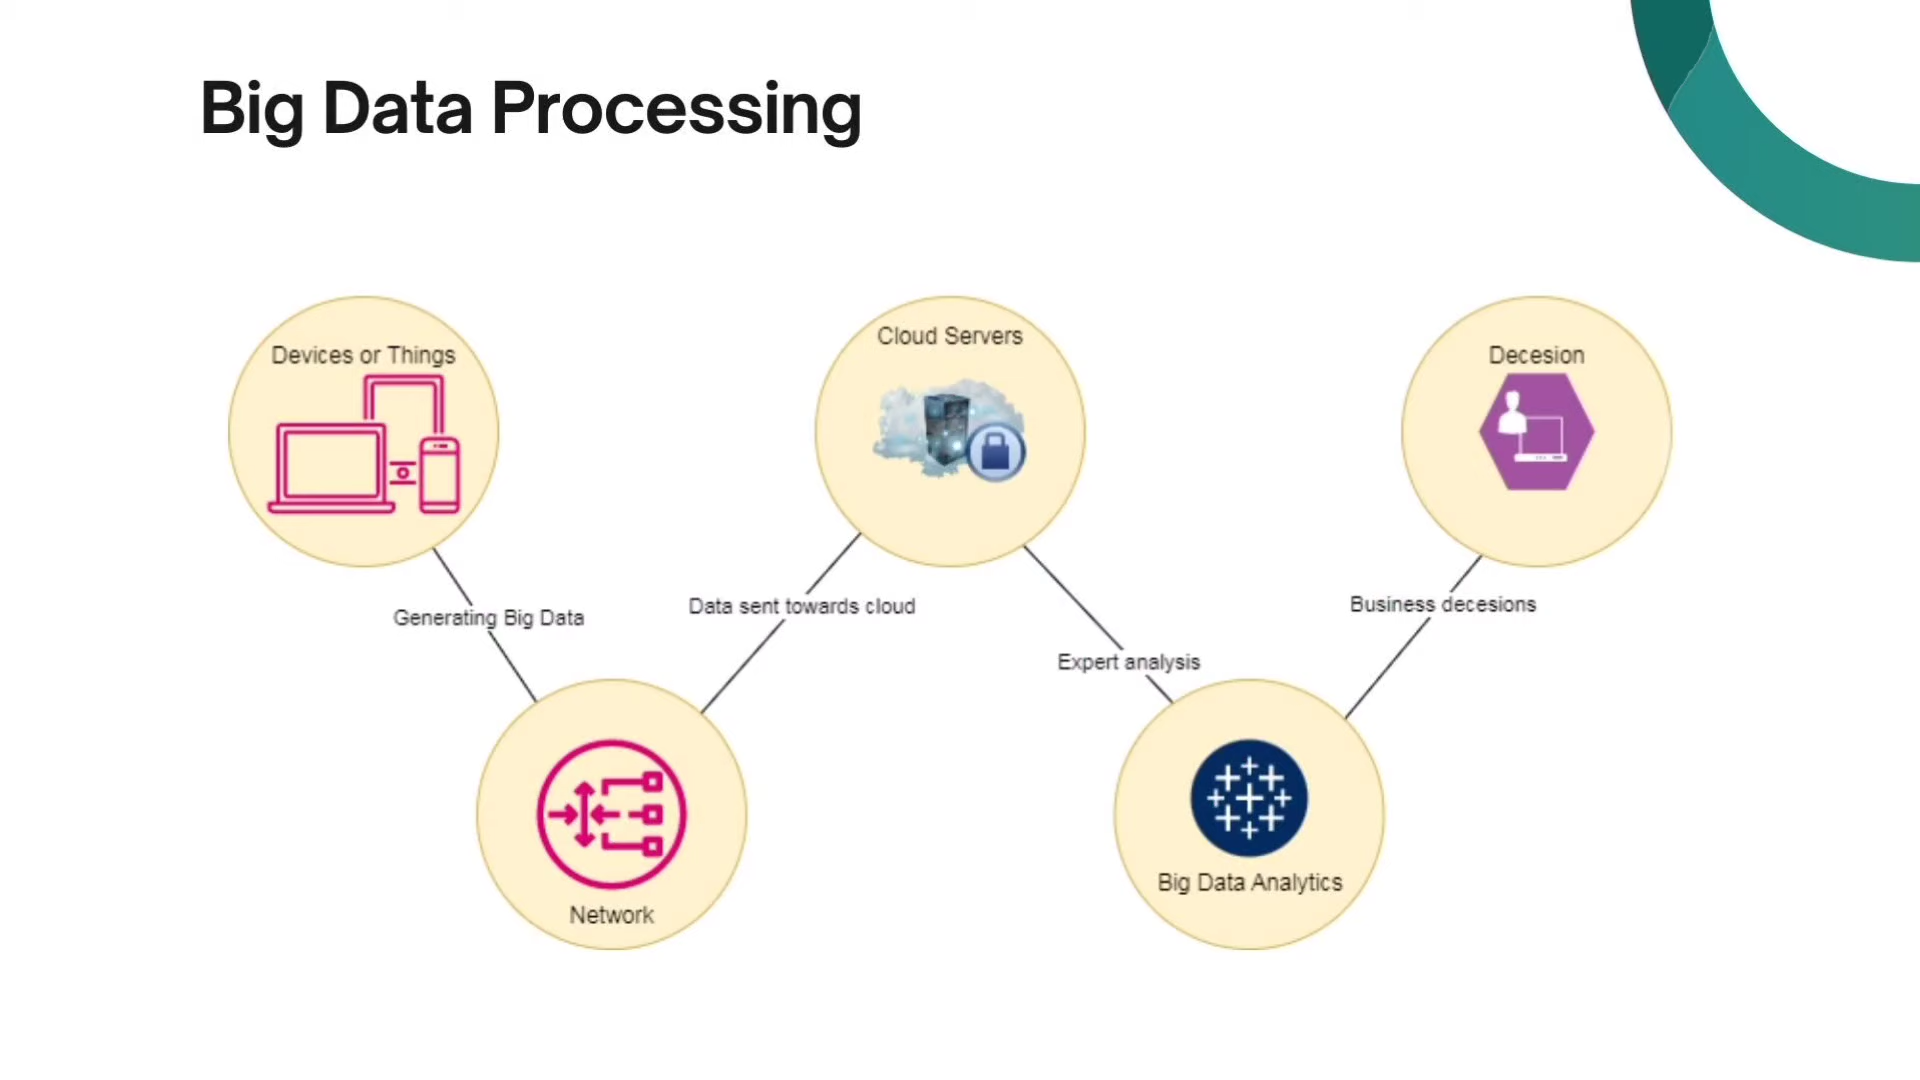 Big Data Processing
Devices or Things
Cloud Servers
Decesion
Generating Big Data
Data sent towards cloud
Expert analysis
Business decesions
Network
Big Data Analytics